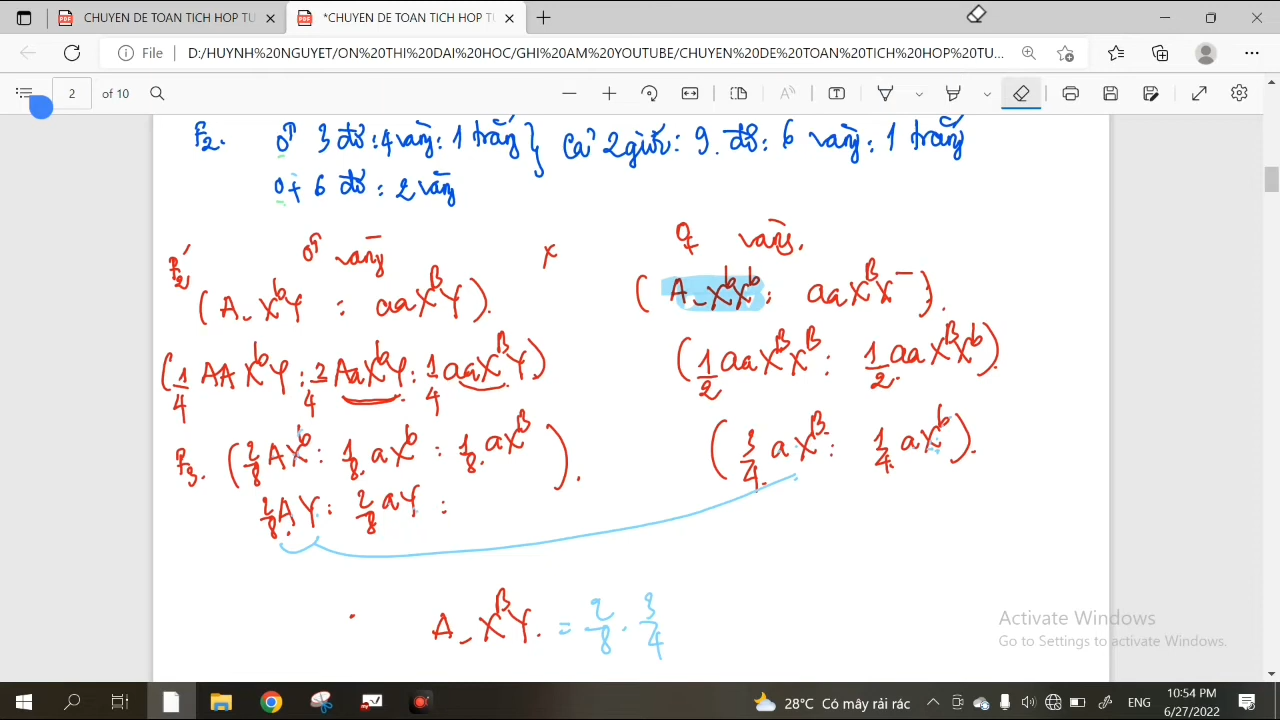 CHUYEN DE TOAN TICH HOP TU
*CHUYEN DE TOAN TICH HOP TU
File D:/HUYNH%20NGUYET/ON%20THI%20DAI%20HOC/GHI%20AM%20YOUTUBE/CHUYEN%20DE%20TOAN%20TICH%20HOP%20TU...
2 of 10
F₂. ♂ 3 đỏ : 4 vàng : 1 trắng } Cả 2 giới : 9. đỏ : 6 vàng : 1 trắng
♀ 6 đỏ : 2 vàng
F₂' ♂ vàng x ♀ vàng.
(A_XᵇY : aaXᴮY). (A_XᵇXᵇ : aaXᴮX⁻).
(1/4 AAXᵇY : 2/4 AaXᵇY : 1/4 aaXᴮY) (1/2 aaXᴮXᴮ : 1/2 aaXᴮXᵇ)
F₃. (2/8 AXᵇ : 1/8 aXᵇ : 1/8 aXᴮ ). (3/4 aXᴮ : 1/4 aXᵇ).
2/8 AY : 2/8 aY :
A_XᴮY. = 2/8 . 3/4
Activate Windows
Go to Settings to activate Windows.
28°C Có mây rải rác ENG 10:54 PM
6/27/2022